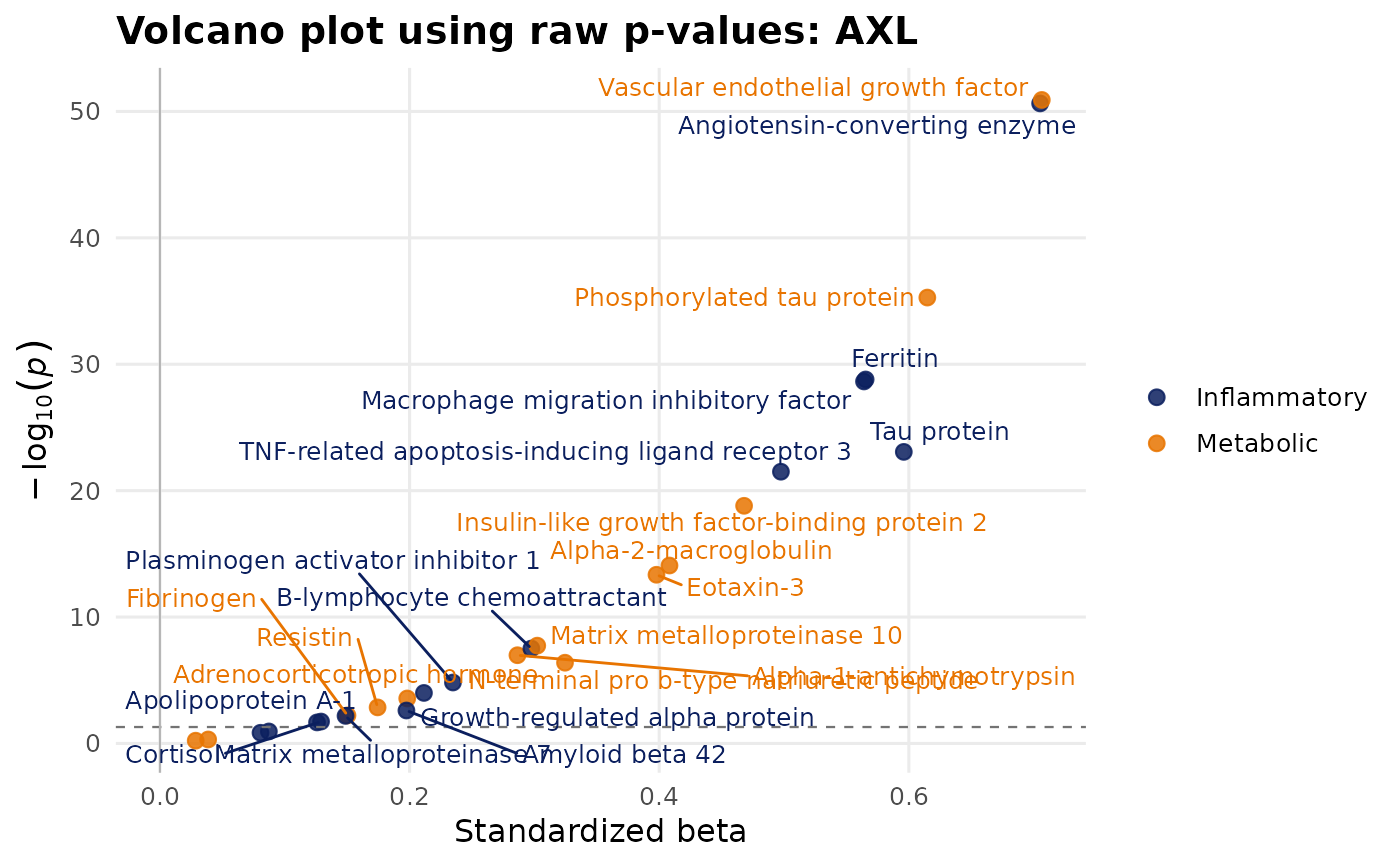 Volcano plot using raw p-values: AXL
Vascular endothelial growth factor
50
Angiotensin-converting enzyme
40
Phosphorylated tau protein
Ferritin
30
Macrophage migration inhibitory factor
Inflammatory
Tau protein
Metabolic
TNF-related apoptosis-inducing ligand receptor 3
20
Insulin-like growth factor-binding protein 2
Alpha-2-macroglobulin
Plasminogen activator inhibitor 1
Eotaxin-3
Fibrinogen
B-lymphocyte chemoattractant
10
Resistin
Matrix metalloproteinase 10
Adrenocorticotropic hormone
N-terminal pro b-type natriuretic peptide
Alpha-1-antichymotrypsin
Apolipoprotein A-1
Growth-regulated alpha protein
0
Cortisol
Matrix metalloproteinase 7
Amyloid beta 42
0.0 0.2 0.4 0.6
Standardized beta
−log₁₀(p)